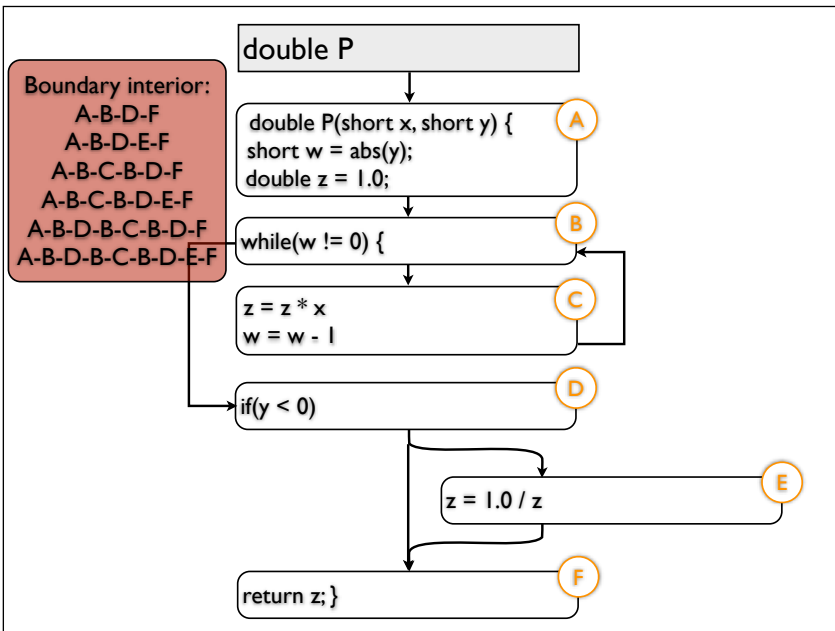 double P
Boundary interior:
A-B-D-F
A-B-D-E-F
A-B-C-B-D-F
A-B-C-B-D-E-F
A-B-D-B-C-B-D-F
A-B-D-B-C-B-D-E-F
A
double P(short x, short y) {
short w = abs(y);
double z = 1.0;
B
while(w != 0) {
C
z = z * x
w = w - 1
D
if(y < 0)
E
z = 1.0 / z
F
return z; }